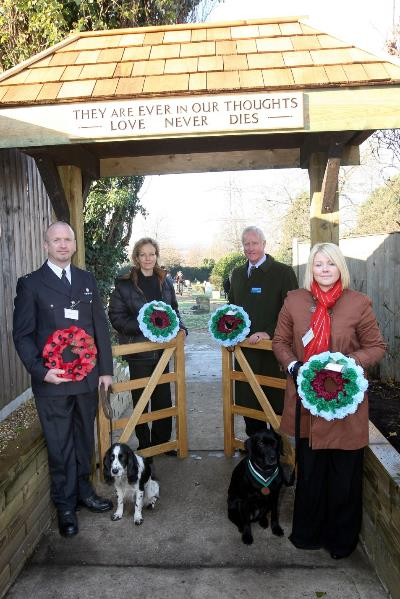 THEY ARE EVER IN OUR THOUGHTS
LOVE NEVER DIES